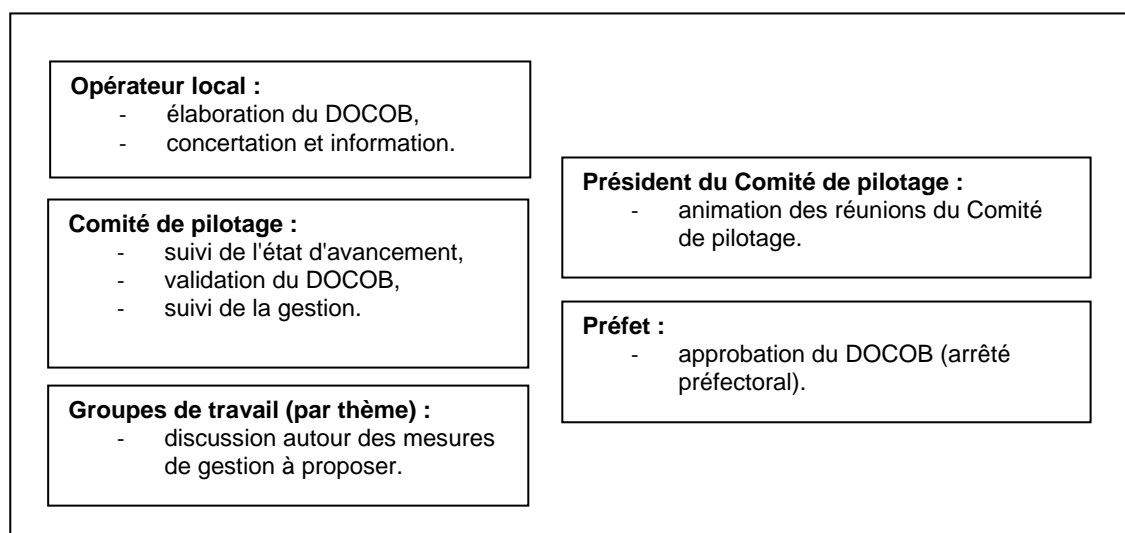 Opérateur local :
- élaboration du DOCOB,
- concertation et information.
Comité de pilotage :
- suivi de l'état d'avancement,
- validation du DOCOB,
- suivi de la gestion.
Groupes de travail (par thème) :
- discussion autour des mesures
de gestion à proposer.
Président du Comité de pilotage :
- animation des réunions du Comité
de pilotage.
Préfet :
- approbation du DOCOB (arrêté
préfectoral).